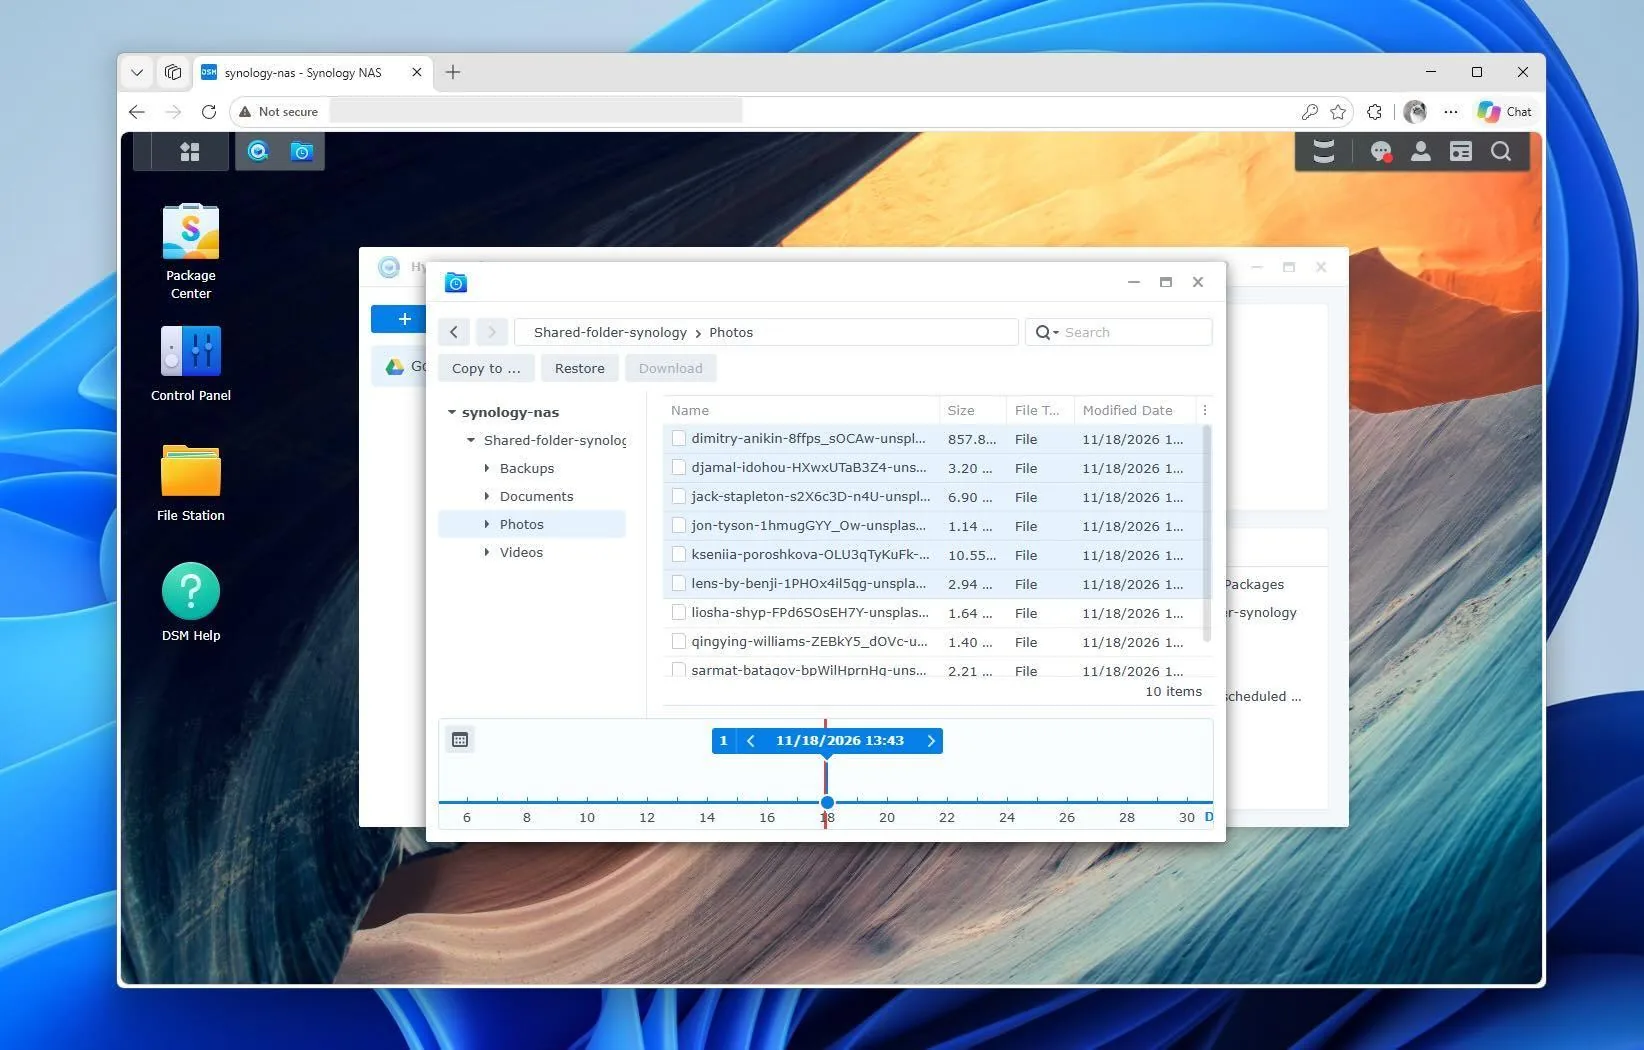 synology-nas - Synology NAS
Not secure
Chat
Package
Center
Control Panel
File Station
DSM Help
Hy
Go
Shared-folder-synology > Photos
Search
Copy to ...
Restore
Download
synology-nas
Shared-folder-synolog
Backups
Documents
Photos
Videos
Name Size File T... Modified Date
dimitry-anikin-8ffps_sOCAw-unspl... 857.8... File 11/18/2026 1...
djamal-idohou-HXwxUTaB3Z4-uns... 3.20 ... File 11/18/2026 1...
jack-stapleton-s2X6c3D-n4U-unspl... 6.90 ... File 11/18/2026 1...
jon-tyson-1hmugGYY_Ow-unsplas... 1.14 ... File 11/18/2026 1...
kseniia-poroshkova-OLU3qTyKuFk-... 10.55... File 11/18/2026 1...
lens-by-benji-1PHOx4il5qg-unspla... 2.94 ... File 11/18/2026 1...
liosha-shyp-FPd6SOsEH7Y-unsplas... 1.64 ... File 11/18/2026 1...
qingying-williams-ZEBkY5_dOVc-u... 1.40 ... File 11/18/2026 1...
sarmat-batagov-bpWilHprnHg-uns... 2.21 ... File 11/18/2026 1...
10 items
Packages
r-synology
scheduled ...
1 < 11/18/2026 13:43 >
6 8 10 12 14 16 18 20 22 24 26 28 30 D